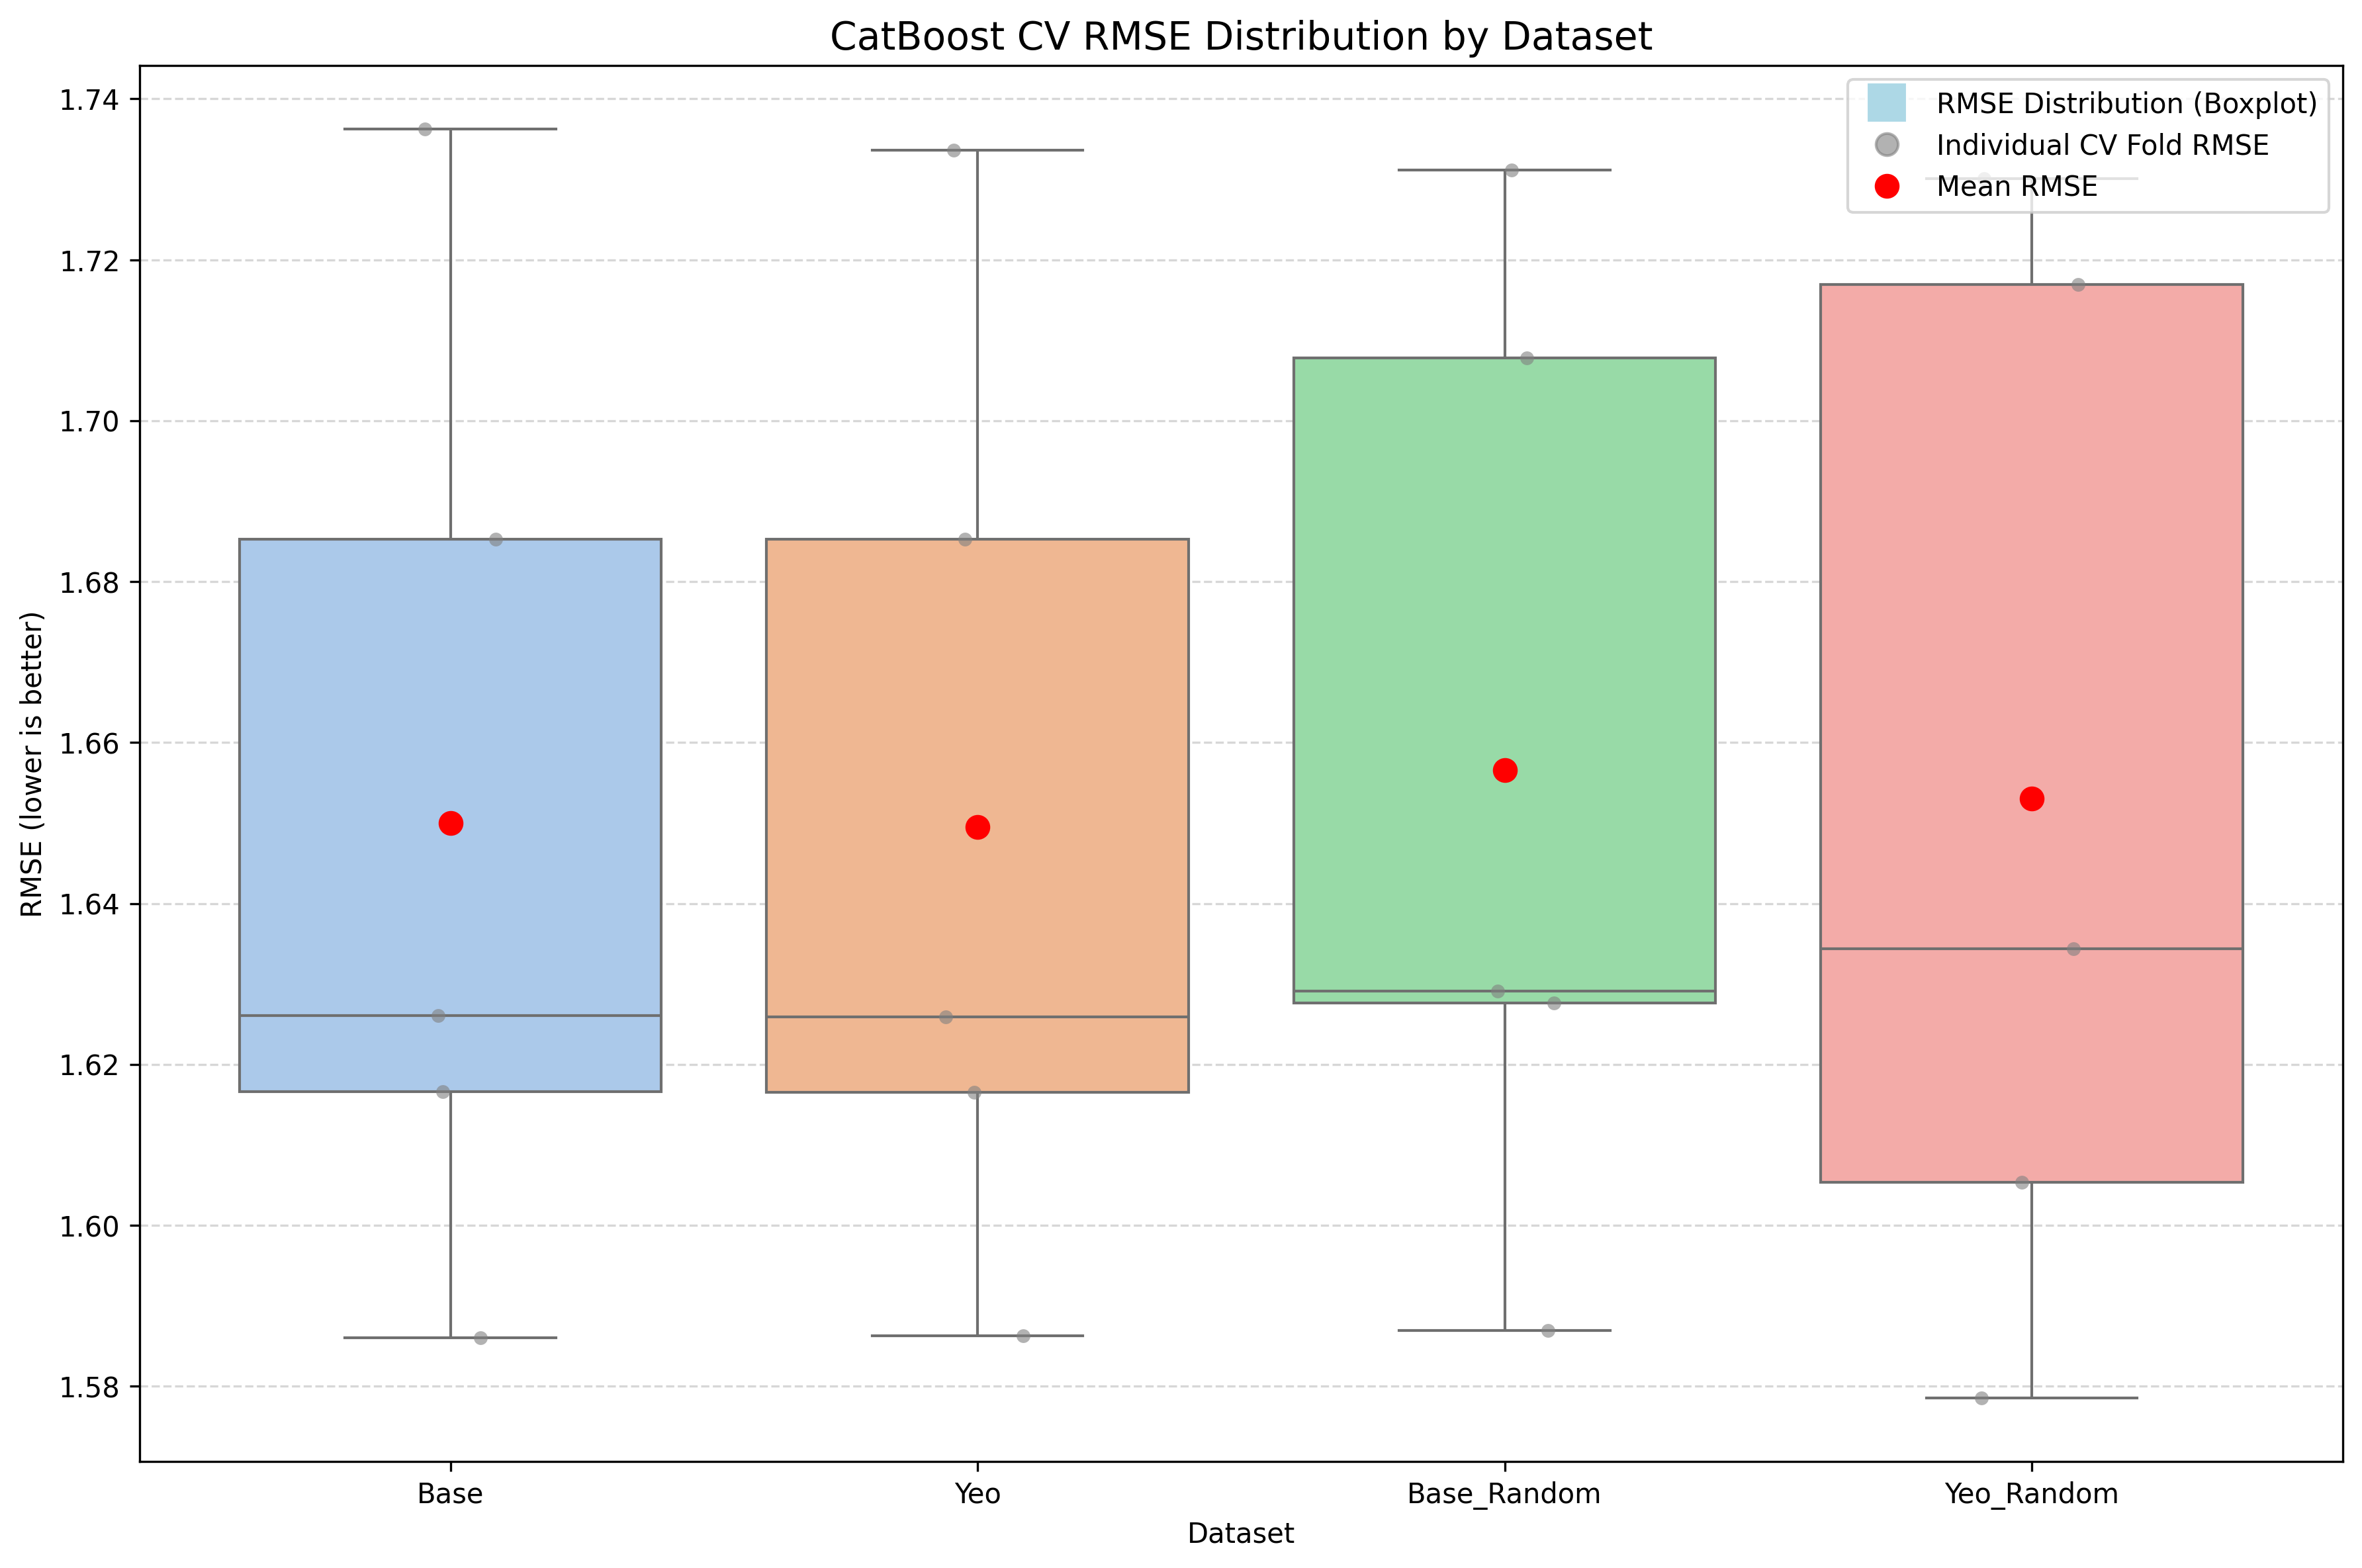 CatBoost CV RMSE Distribution by Dataset
RMSE Distribution (Boxplot)
Individual CV Fold RMSE
Mean RMSE
RMSE (lower is better)
1.74
1.72
1.70
1.68
1.66
1.64
1.62
1.60
1.58
Base
Yeo
Base_Random
Yeo_Random
Dataset